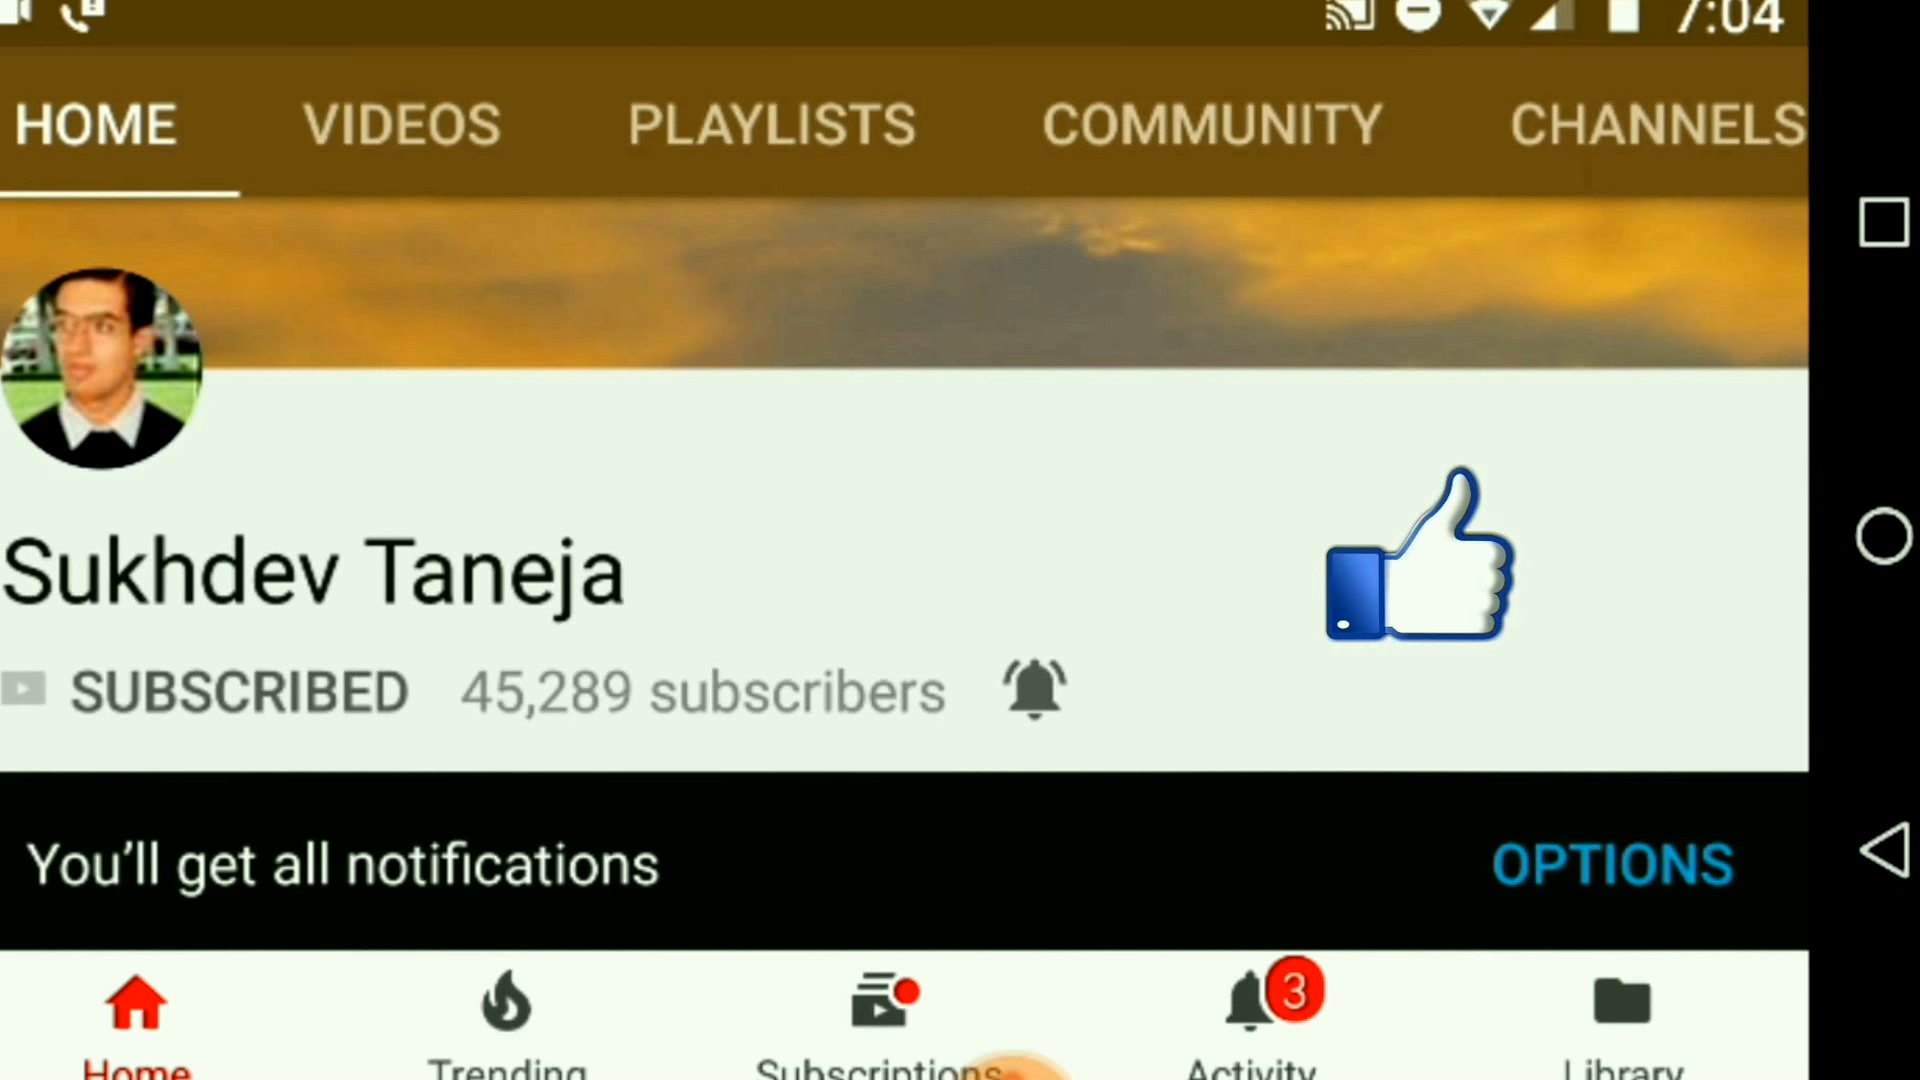 7:04
HOME VIDEOS PLAYLISTS COMMUNITY CHANNELS
Sukhdev Taneja
SUBSCRIBED 45,289 subscribers
You’ll get all notifications OPTIONS
3
Home Trending Subscriptions Activity Library